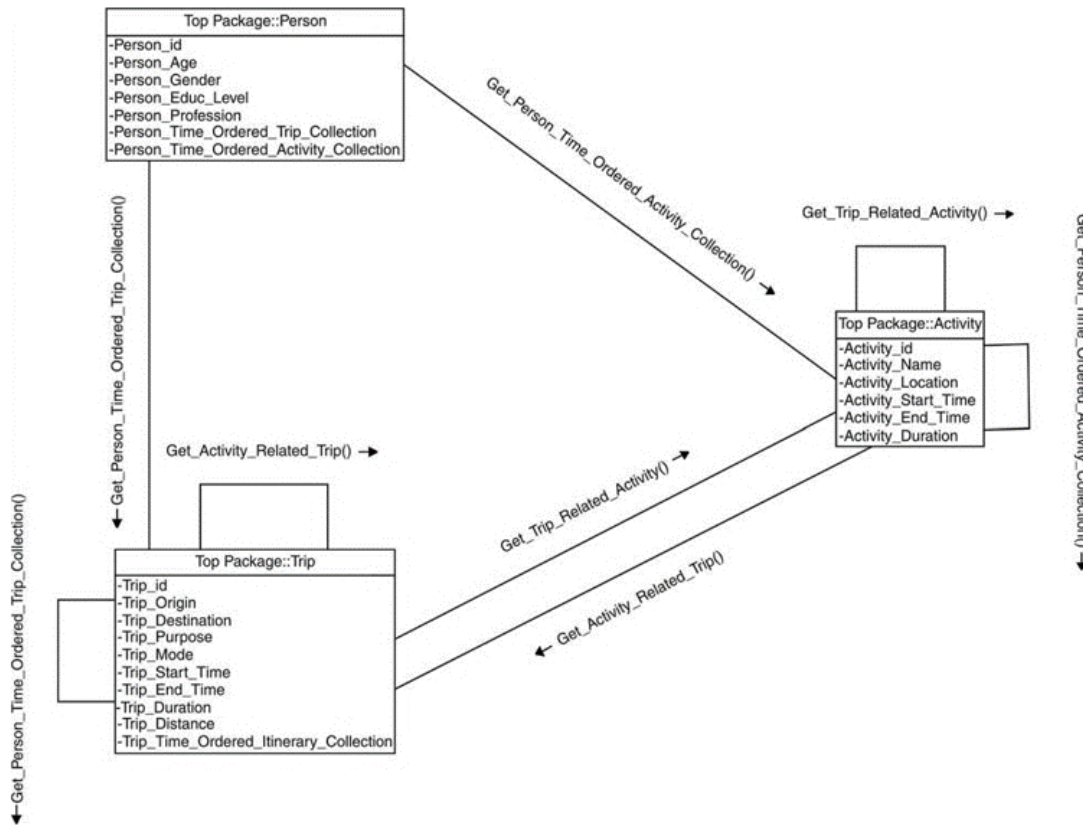 Top Package::Person
-Person_id
-Person_Age
-Person_Gender
-Person_Educ_Level
-Person_Profession
-Person_Time_Ordered_Trip_Collection
-Person_Time_Ordered_Activity_Collection
Get_Person_Time_Ordered_Activity_Collection()
Get_Person_Time_Ordered_Trip_Collection()
Get_Trip_Related_Activity()
Top Package::Activity
-Activity_id
-Activity_Name
-Activity_Location
-Activity_Start_Time
-Activity_End_Time
-Activity_Duration
Get_Person_Time_Ordered_Activity_Collection()
Get_Activity_Related_Trip()
Get_Trip_Related_Activity()
Get_Activity_Related_Trip()
Get_Person_Time_Ordered_Trip_Collection()
Top Package::Trip
-Trip_id
-Trip_Origin
-Trip_Destination
-Trip_Purpose
-Trip_Mode
-Trip_Start_Time
-Trip_End_Time
-Trip_Duration
-Trip_Distance
-Trip_Time_Ordered_Itinerary_Collection